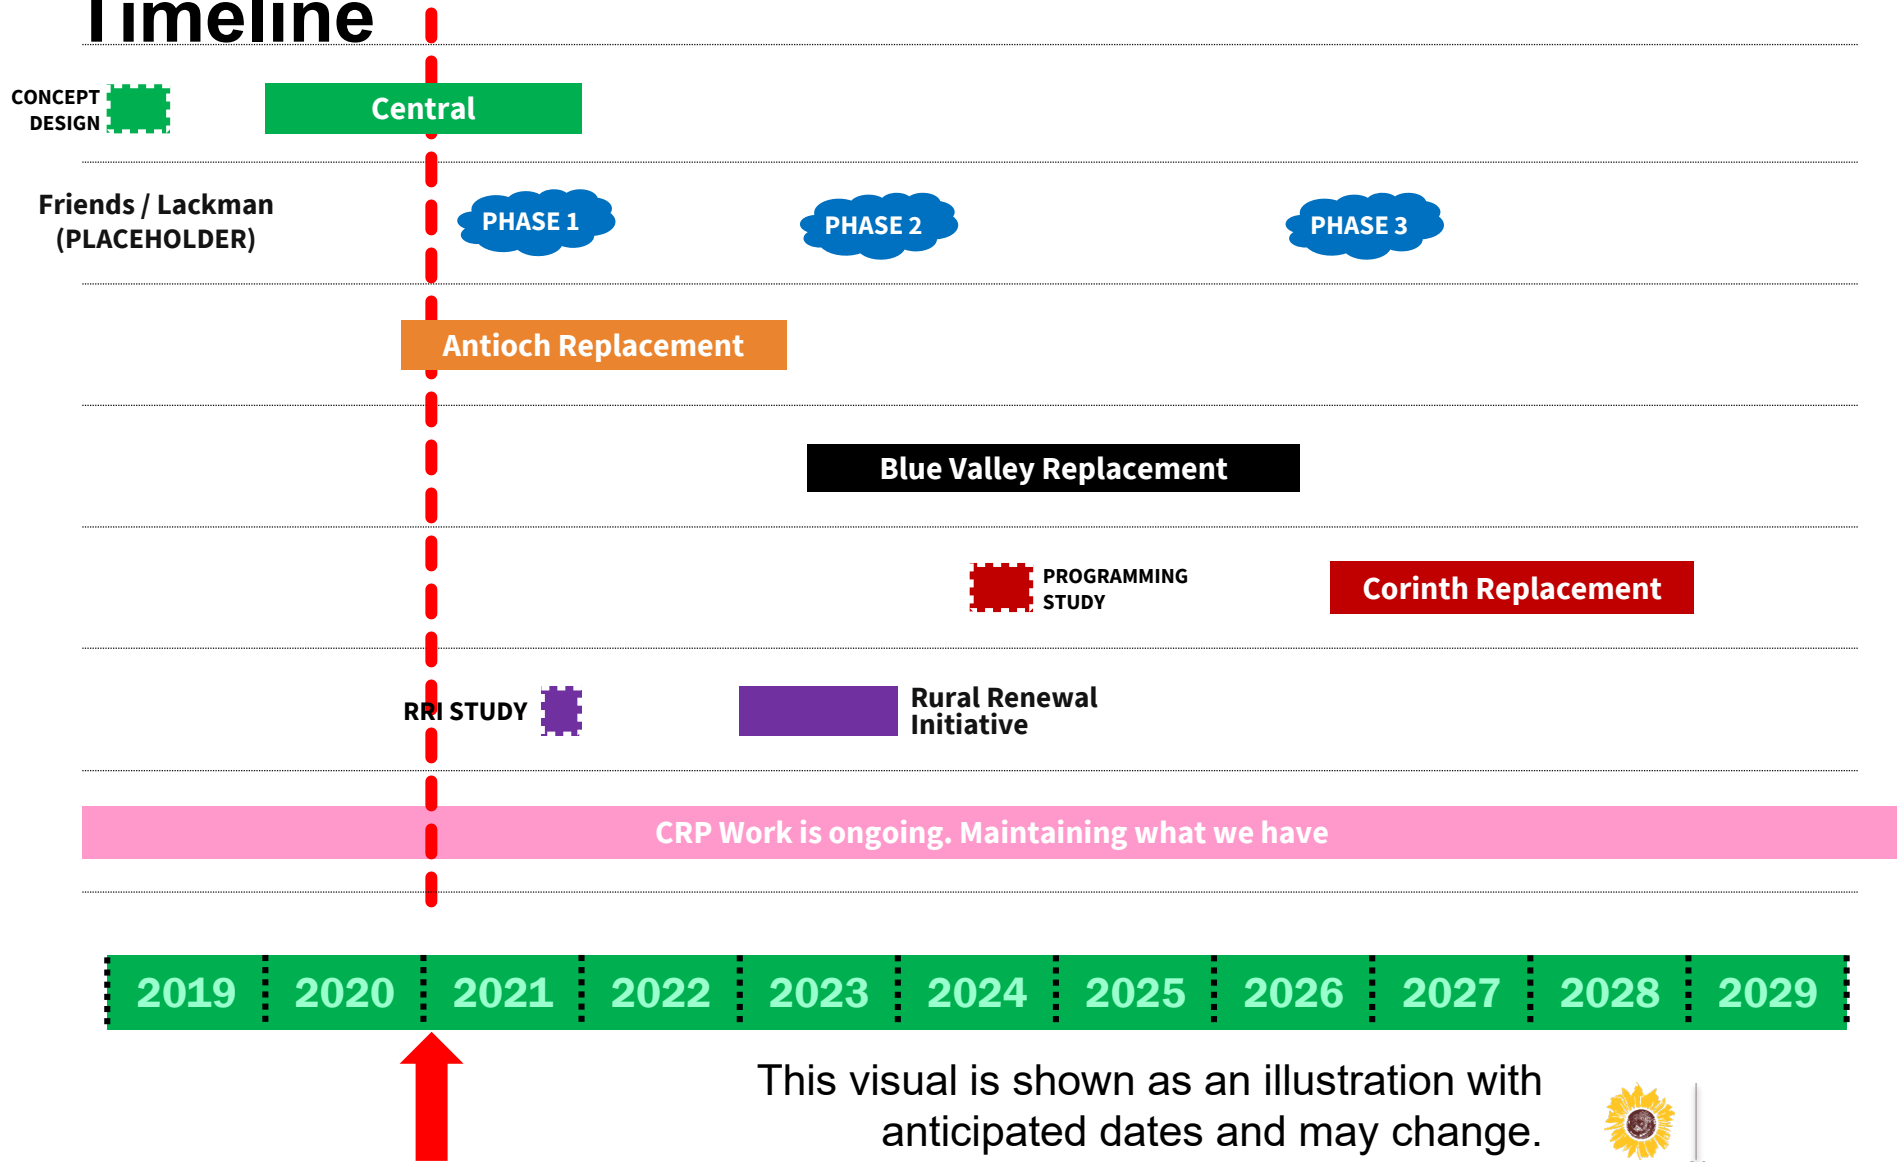 Timeline
CONCEPT
DESIGN
Central
Friends / Lackman
(PLACEHOLDER)
PHASE 1
PHASE 2
PHASE 3
Antioch Replacement
Blue Valley Replacement
PROGRAMMING
STUDY
Corinth Replacement
RRI STUDY
Rural Renewal
Initiative
CRP Work is ongoing. Maintaining what we have
2019 2020 2021 2022 2023 2024 2025 2026 2027 2028 2029
This visual is shown as an illustration with
anticipated dates and may change.